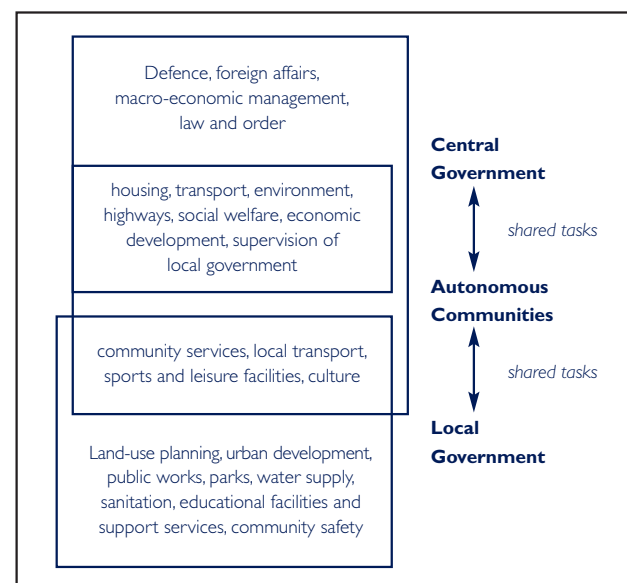 Defence, foreign affairs,
macro-economic management,
law and order
housing, transport, environment,
highways, social welfare, economic
development, supervision of
local government
community services, local transport,
sports and leisure facilities, culture
Land-use planning, urban development,
public works, parks, water supply,
sanitation, educational facilities and
support services, community safety
Central
Government
shared tasks
Autonomous
Communities
shared tasks
Local
Government